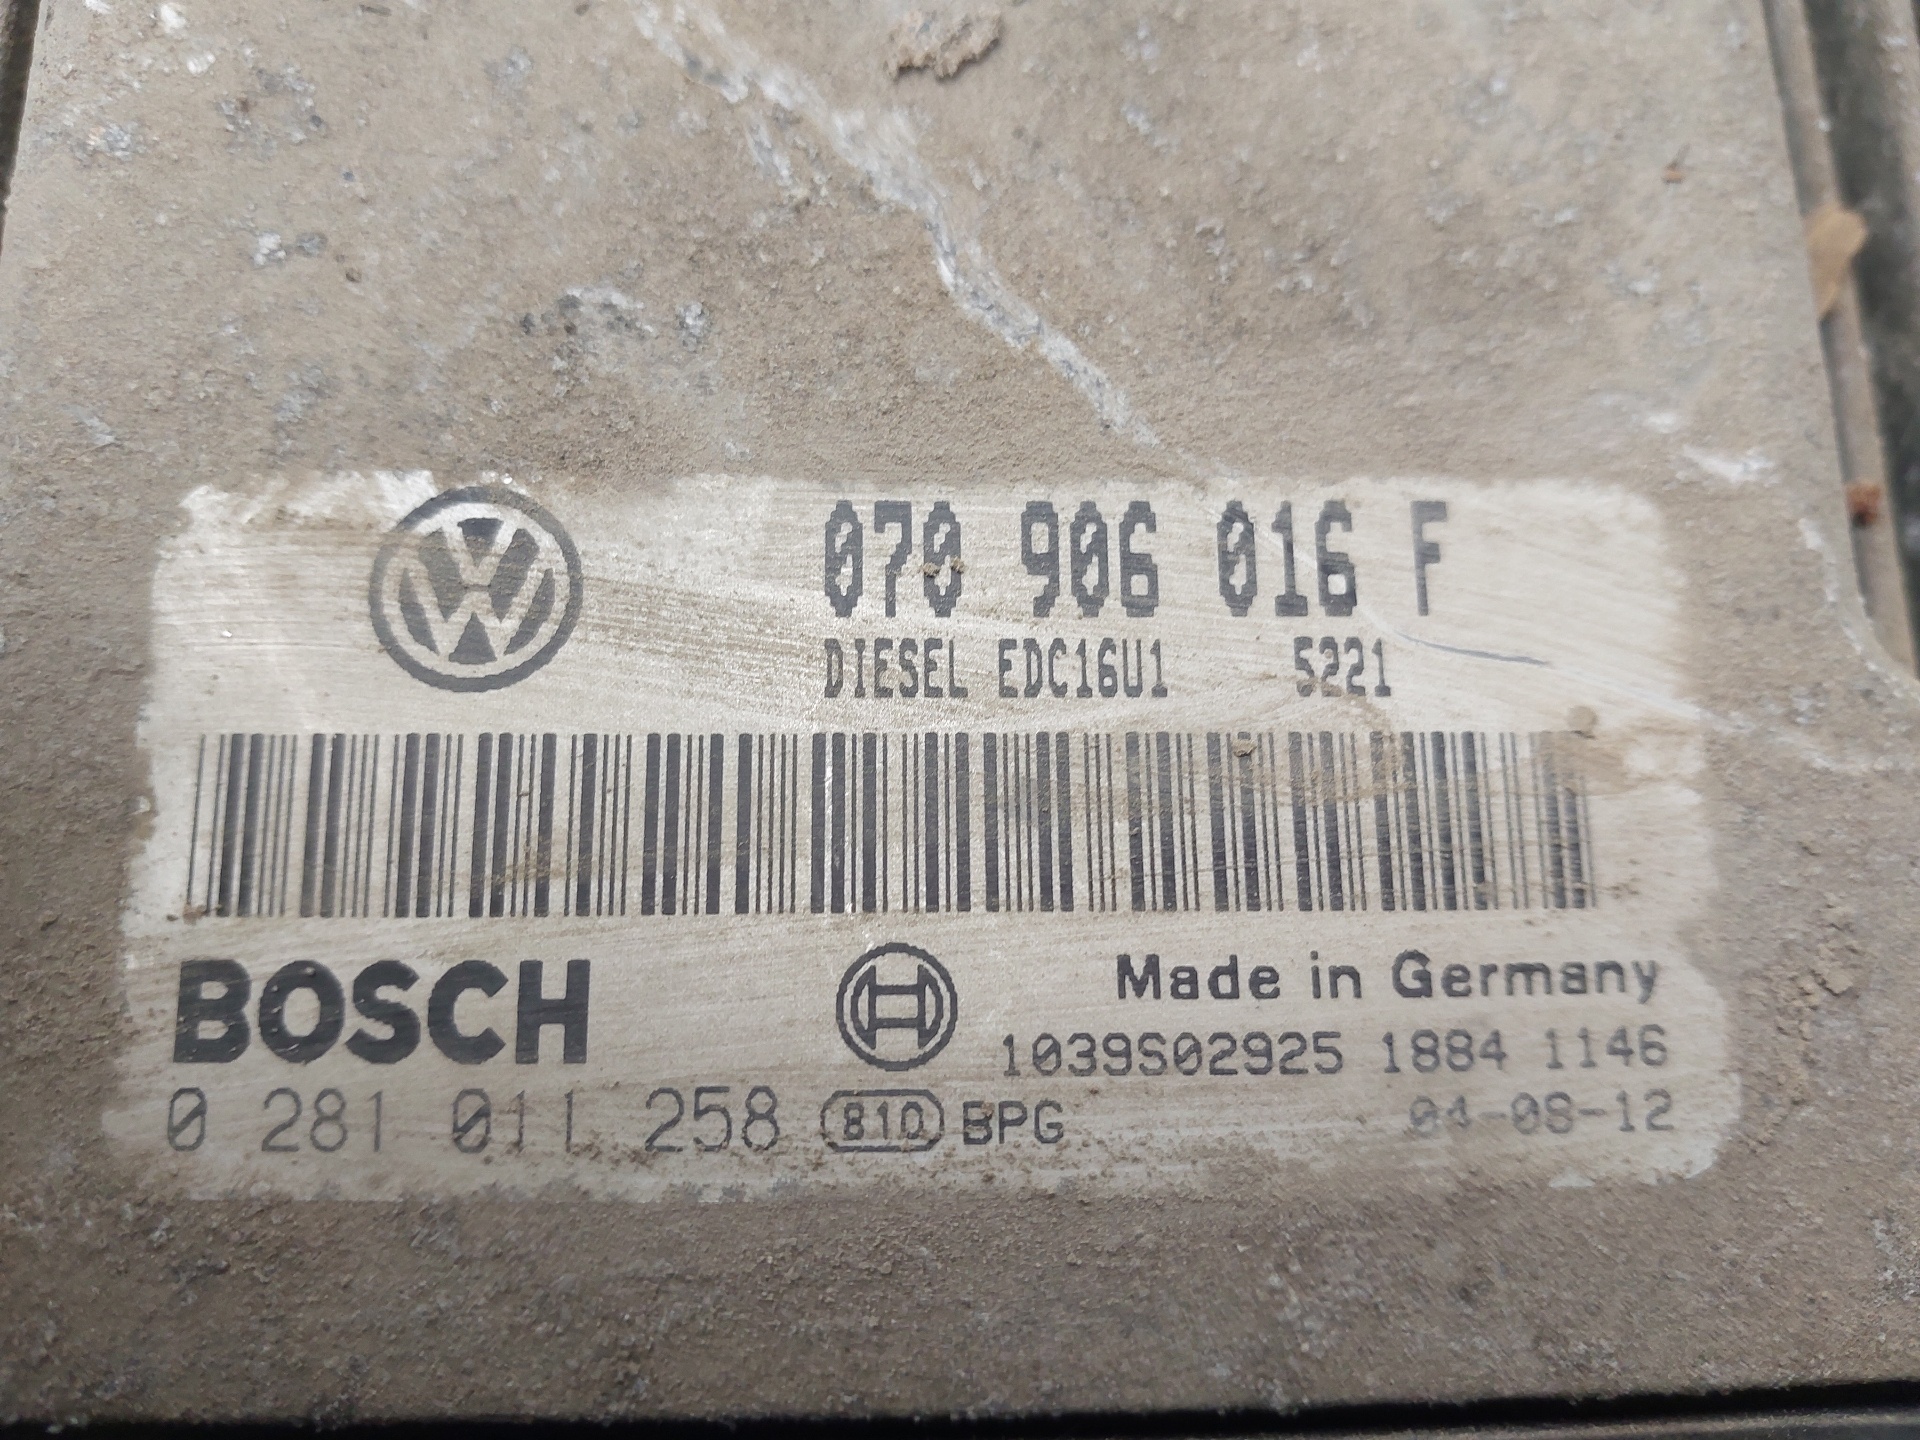 070 906 016 F
DIESEL EDC16U1 5221
BOSCH
Made in Germany
1039S02925 1884 1146
0 281 011 258 810 BPG 04-08-12